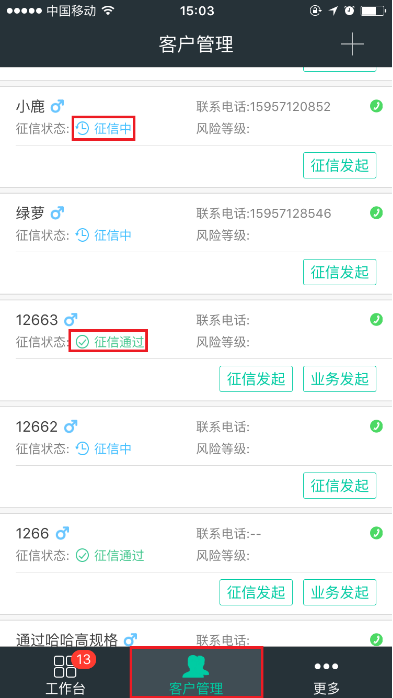 中国移动 15:03
客户管理
小鹿 联系电话:15957120852
征信状态: 征信中 风险等级:
征信发起
绿萝 联系电话:15957128546
征信状态: 征信中 风险等级:
征信发起
12663 联系电话:
征信状态: 征信通过 风险等级:
征信发起 业务发起
12662 联系电话:
征信状态: 征信中 风险等级:
征信发起
1266 联系电话:--
征信状态: 征信通过 风险等级:
征信发起 业务发起
通过哈哈高规格 联系电话:
13
工作台 客户管理 更多